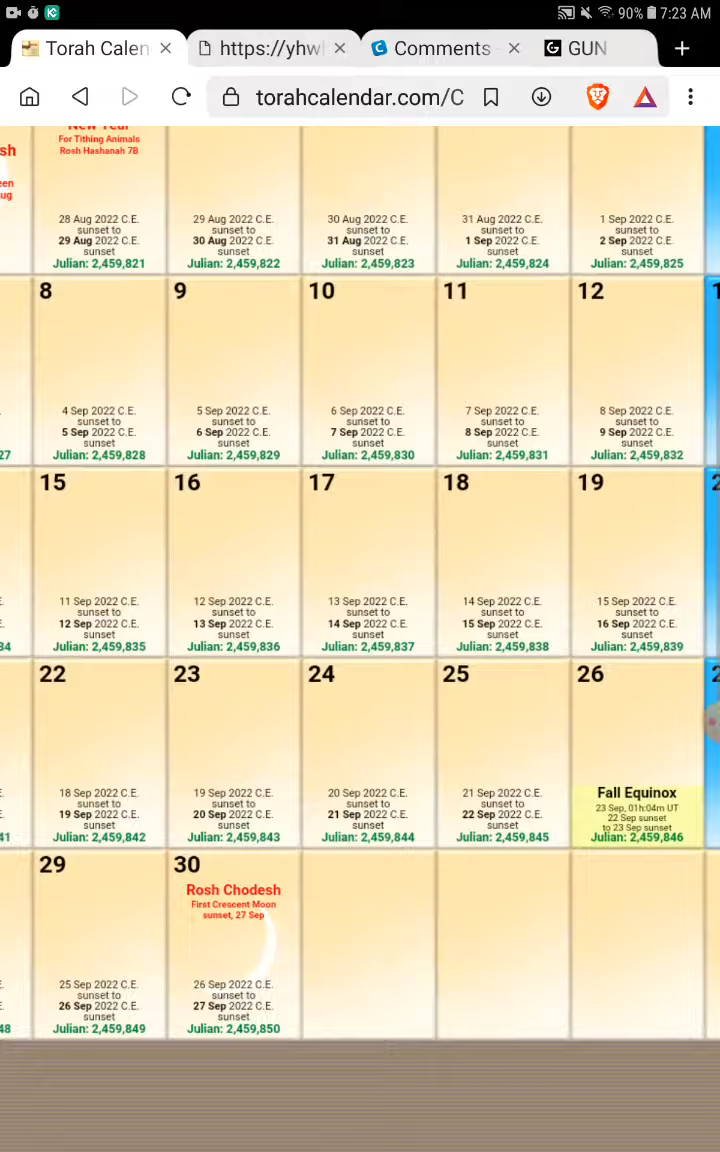 7:23 AM
90%
Torah Calen
https://yhw
Comments
GUN
torahcalendar.com/C
sh
een
ug
New Year
For Tithing Animals
Rosh Hashanah 7B
28 Aug 2022 C.E.
sunset to
29 Aug 2022 C.E.
sunset
Julian: 2,459,821
29 Aug 2022 C.E.
sunset to
30 Aug 2022 C.E.
sunset
Julian: 2,459,822
30 Aug 2022 C.E.
sunset to
31 Aug 2022 C.E.
sunset
Julian: 2,459,823
31 Aug 2022 C.E.
sunset to
1 Sep 2022 C.E.
sunset
Julian: 2,459,824
1 Sep 2022 C.E.
sunset to
2 Sep 2022 C.E.
sunset
Julian: 2,459,825
27
8
4 Sep 2022 C.E.
sunset to
5 Sep 2022 C.E.
sunset
Julian: 2,459,828
9
5 Sep 2022 C.E.
sunset to
6 Sep 2022 C.E.
sunset
Julian: 2,459,829
10
6 Sep 2022 C.E.
sunset to
7 Sep 2022 C.E.
sunset
Julian: 2,459,830
11
7 Sep 2022 C.E.
sunset to
8 Sep 2022 C.E.
sunset
Julian: 2,459,831
12
8 Sep 2022 C.E.
sunset to
9 Sep 2022 C.E.
sunset
Julian: 2,459,832
1
34
15
11 Sep 2022 C.E.
sunset to
12 Sep 2022 C.E.
sunset
Julian: 2,459,835
16
12 Sep 2022 C.E.
sunset to
13 Sep 2022 C.E.
sunset
Julian: 2,459,836
17
13 Sep 2022 C.E.
sunset to
14 Sep 2022 C.E.
sunset
Julian: 2,459,837
18
14 Sep 2022 C.E.
sunset to
15 Sep 2022 C.E.
sunset
Julian: 2,459,838
19
15 Sep 2022 C.E.
sunset to
16 Sep 2022 C.E.
sunset
Julian: 2,459,839
2
41
22
18 Sep 2022 C.E.
sunset to
19 Sep 2022 C.E.
sunset
Julian: 2,459,842
23
19 Sep 2022 C.E.
sunset to
20 Sep 2022 C.E.
sunset
Julian: 2,459,843
24
20 Sep 2022 C.E.
sunset to
21 Sep 2022 C.E.
sunset
Julian: 2,459,844
25
21 Sep 2022 C.E.
sunset to
22 Sep 2022 C.E.
sunset
Julian: 2,459,845
26
Fall Equinox
23 Sep, 01h:04m UT
22 Sep sunset
to 23 Sep sunset
Julian: 2,459,846
2
48
29
25 Sep 2022 C.E.
sunset to
26 Sep 2022 C.E.
sunset
Julian: 2,459,849
30
Rosh Chodesh
First Crescent Moon
sunset, 27 Sep
26 Sep 2022 C.E.
sunset to
27 Sep 2022 C.E.
sunset
Julian: 2,459,850